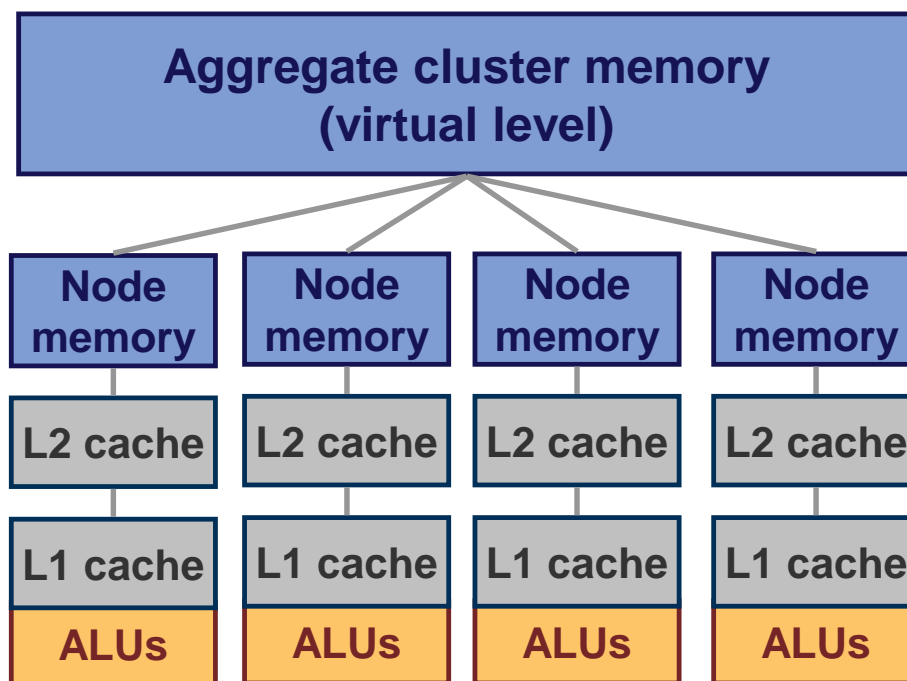 Aggregate cluster memory
(virtual level)
Node
memory
Node
memory
Node
memory
Node
memory
L2 cache
L2 cache
L2 cache
L2 cache
L1 cache
L1 cache
L1 cache
L1 cache
ALUs
ALUs
ALUs
ALUs